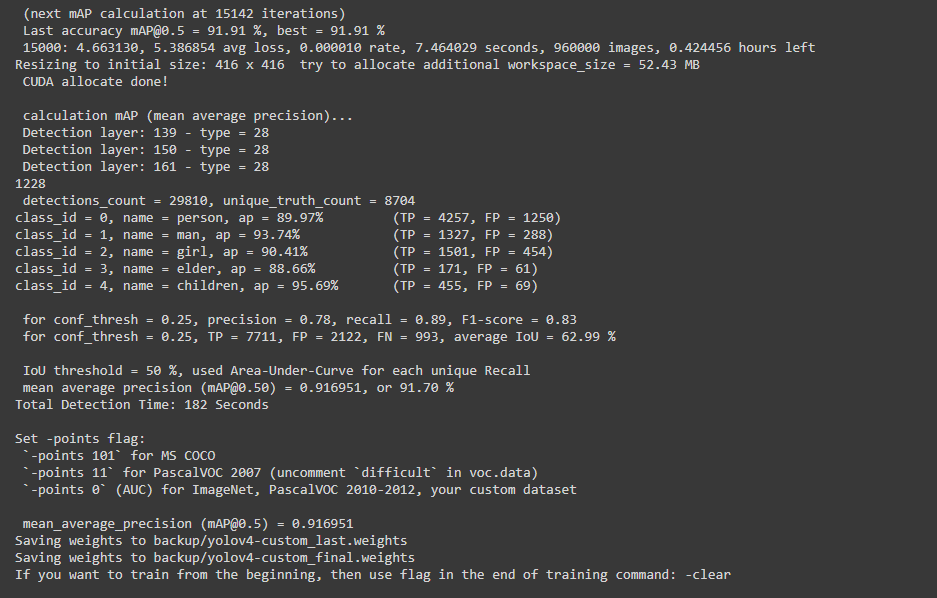 (next mAP calculation at 15142 iterations)
Last accuracy mAP@0.5 = 91.91 %, best = 91.91 %
15000: 4.663130, 5.386854 avg loss, 0.000010 rate, 7.464029 seconds, 960000 images, 0.424456 hours left
Resizing to initial size: 416 x 416  try to allocate additional workspace_size = 52.43 MB
CUDA allocate done!
calculation mAP (mean average precision)...
Detection layer: 139 - type = 28
Detection layer: 150 - type = 28
Detection layer: 161 - type = 28
1228
detections_count = 29810, unique_truth_count = 8704
class_id = 0, name = person, ap = 89.97%         (TP = 4257, FP = 1250)
class_id = 1, name = man, ap = 93.74%            (TP = 1327, FP = 288)
class_id = 2, name = girl, ap = 90.41%           (TP = 1501, FP = 454)
class_id = 3, name = elder, ap = 88.66%          (TP = 171, FP = 61)
class_id = 4, name = children, ap = 95.69%       (TP = 455, FP = 69)
for conf_thresh = 0.25, precision = 0.78, recall = 0.89, F1-score = 0.83
for conf_thresh = 0.25, TP = 7711, FP = 2122, FN = 993, average IoU = 62.99 %
IoU threshold = 50 %, used Area-Under-Curve for each unique Recall
mean average precision (mAP@0.50) = 0.916951, or 91.70 %
Total Detection Time: 182 Seconds
Set -points flag:
`-points 101` for MS COCO
`-points 11` for PascalVOC 2007 (uncomment `difficult` in voc.data)
`-points 0` (AUC) for ImageNet, PascalVOC 2010-2012, your custom dataset
mean_average_precision (mAP@0.5) = 0.916951
Saving weights to backup/yolov4-custom_last.weights
Saving weights to backup/yolov4-custom_final.weights
If you want to train from the beginning, then use flag in the end of training command: -clear